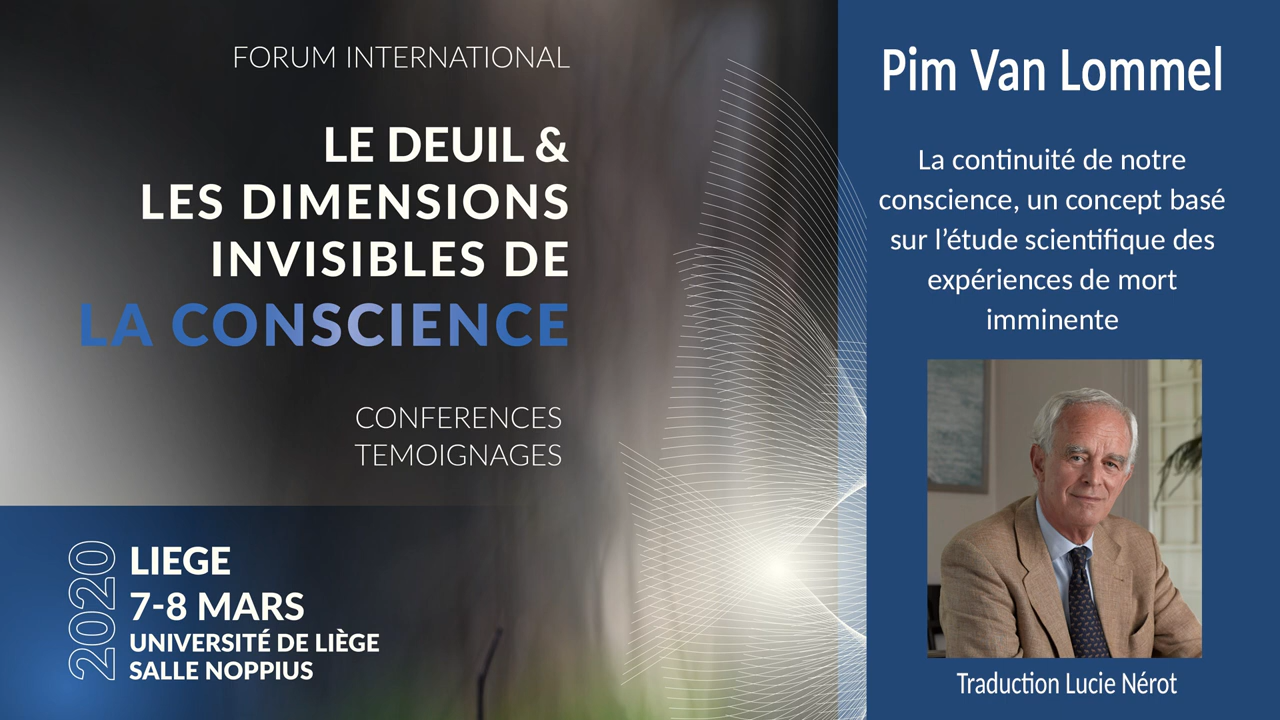 FORUM INTERNATIONAL
LE DEUIL &
LES DIMENSIONS
INVISIBLES DE
LA CONSCIENCE
CONFERENCES
TEMOIGNAGES
2020
LIEGE
7-8 MARS
UNIVERSITÉ DE LIÈGE
SALLE NOPPIUS
Pim Van Lommel
La continuité de notre
conscience, un concept basé
sur l’étude scientifique des
expériences de mort
imminente
Traduction Lucie Nérot